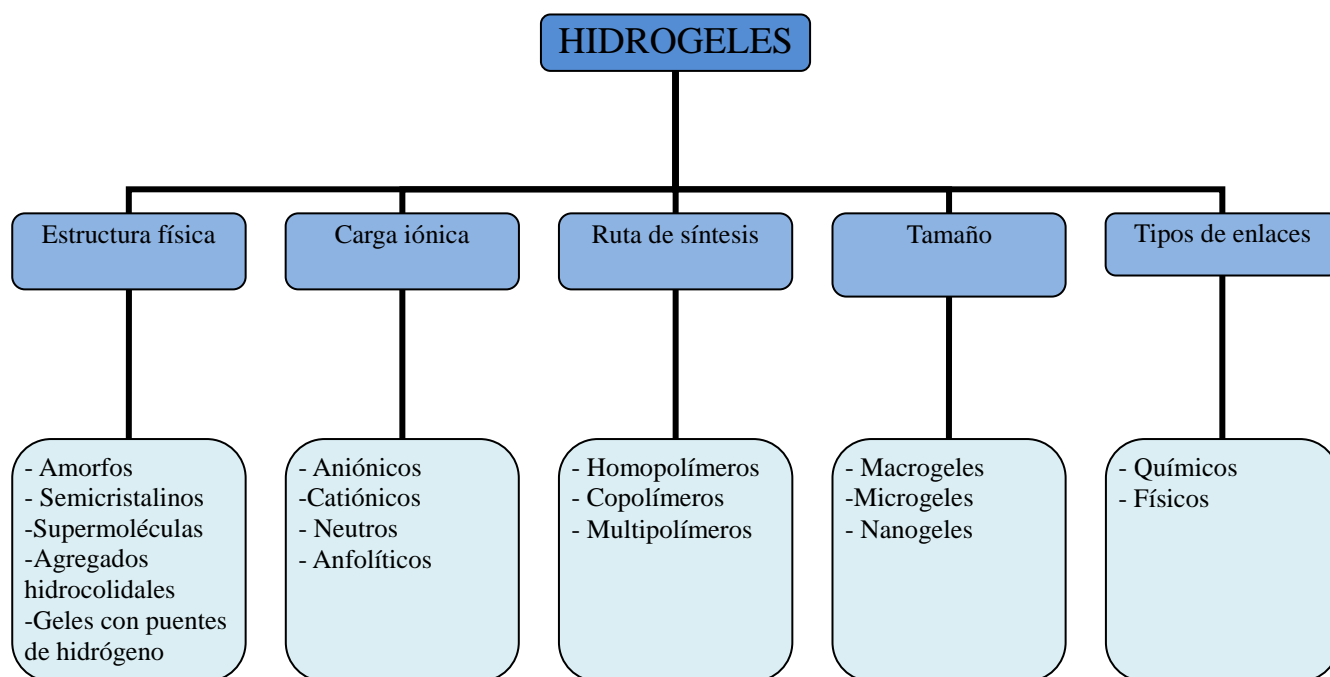 HIDROGELES
Estructura física
Carga iónica
Ruta de síntesis
Tamaño
Tipos de enlaces
- Amorfos
- Semicristalinos
-Supermoléculas
-Agregados
hidrocolidales
-Geles con puentes
de hidrógeno
- Aniónicos
-Catiónicos
- Neutros
- Anfolíticos
- Homopolímeros
- Copolímeros
- Multipolímeros
- Macrogeles
-Microgeles
- Nanogeles
- Químicos
- Físicos